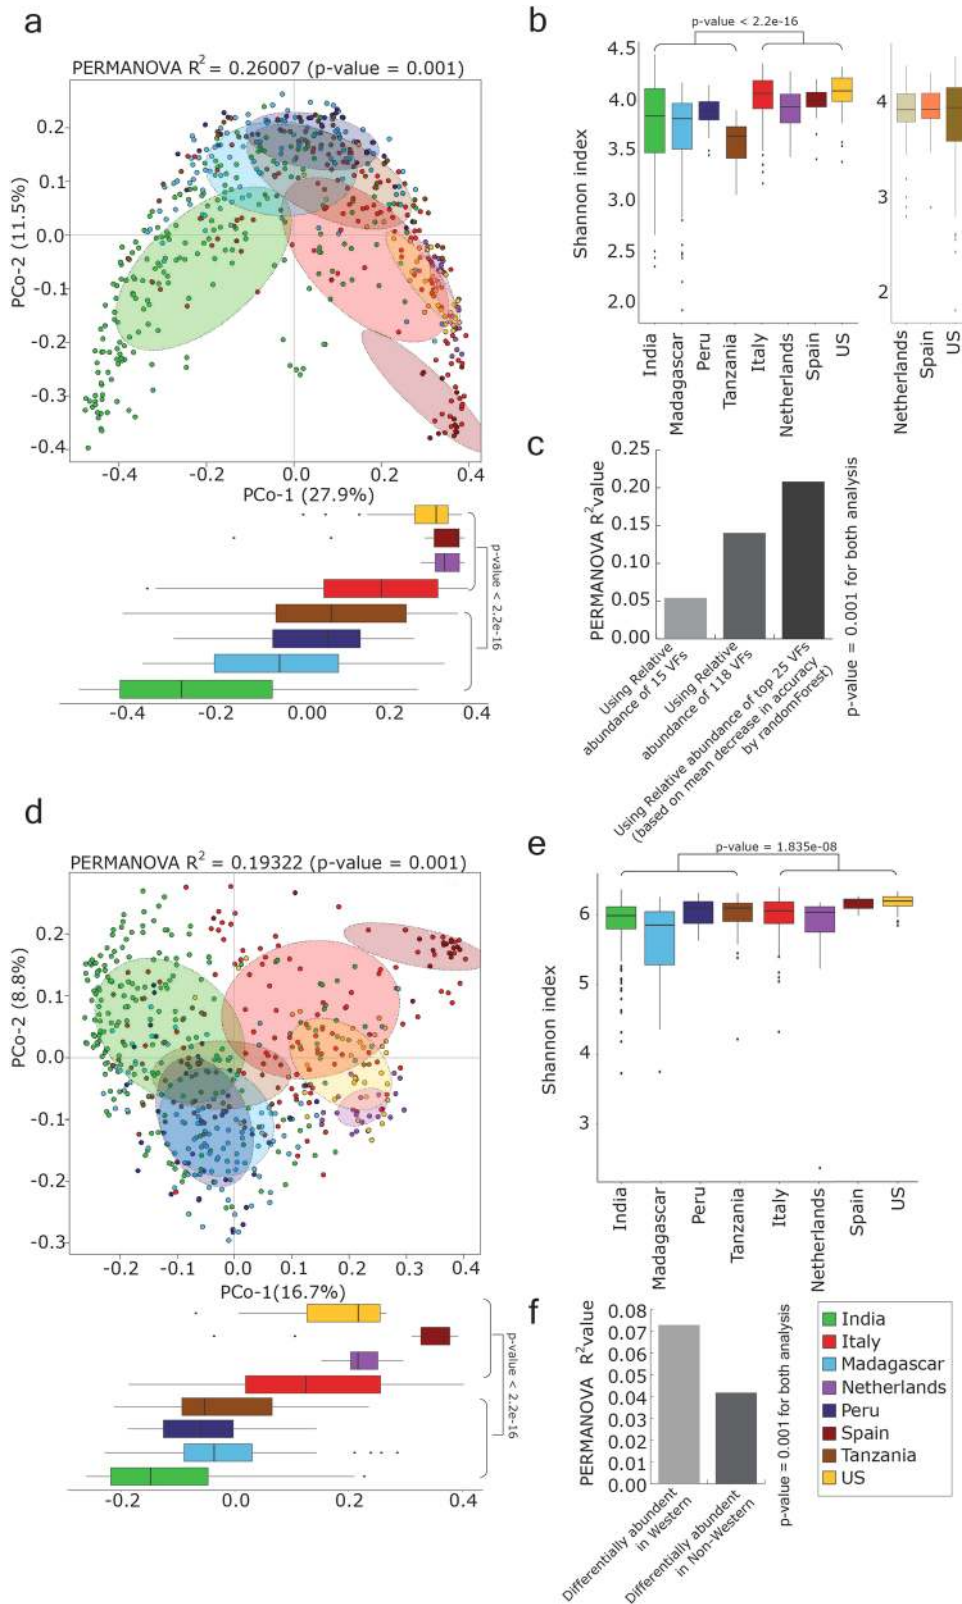 a
PERMANOVA R² = 0.26007 (p-value = 0.001)
PCo-2 (11.5%)
0.2
0.1
0.0
-0.1
-0.2
-0.3
-0.4
-0.4
-0.2
0.0
0.2
0.4
PCo-1 (27.9%)
p-value < 2.2e-16
-0.4
-0.2
0.00
0.2
0.4
b
p-value < 2.2e-16
Shannon index
4.5
4.0
3.5
3.0
2.5
2.0
India
Madagascar
Peru
Tanzania
Italy
Netherlands
Spain
US
4
3
2
Netherlands
Spain
US
c
PERMANOVA R²value
0.25
0.20
0.15
0.10
0.05
0.00
Using Relative
abundance of 15 VFs
Using Relative
abundance of 118 VFs
Using Relative abundance of top 25 VFs
(based on mean decrease in accuracy
by randomForest)
p-value = 0.001 for both analysis
d
PERMANOVA R² = 0.19322 (p-value = 0.001)
PCo-2 (8.8%)
0.2
0.1
0.0
-0.1
-0.2
-0.3
-0.2
-0.1
0.0
0.1
0.2
0.3
0.4
PCo-1(16.7%)
p-value < 2.2e-16
-0.2
0.0
0.2
0.4
e
p-value = 1.835e-08
Shannon index
6
5
4
3
India
Madagascar
Peru
Tanzania
Italy
Netherlands
Spain
US
f
PERMANOVA R²value
0.08
0.07
0.06
0.05
0.04
0.03
0.02
0.01
0.00
Differentially abundent
in Western
Differentially abundent
in Non-Western
p-value = 0.001 for both analysis
India
Italy
Madagascar
Netherlands
Peru
Spain
Tanzania
US